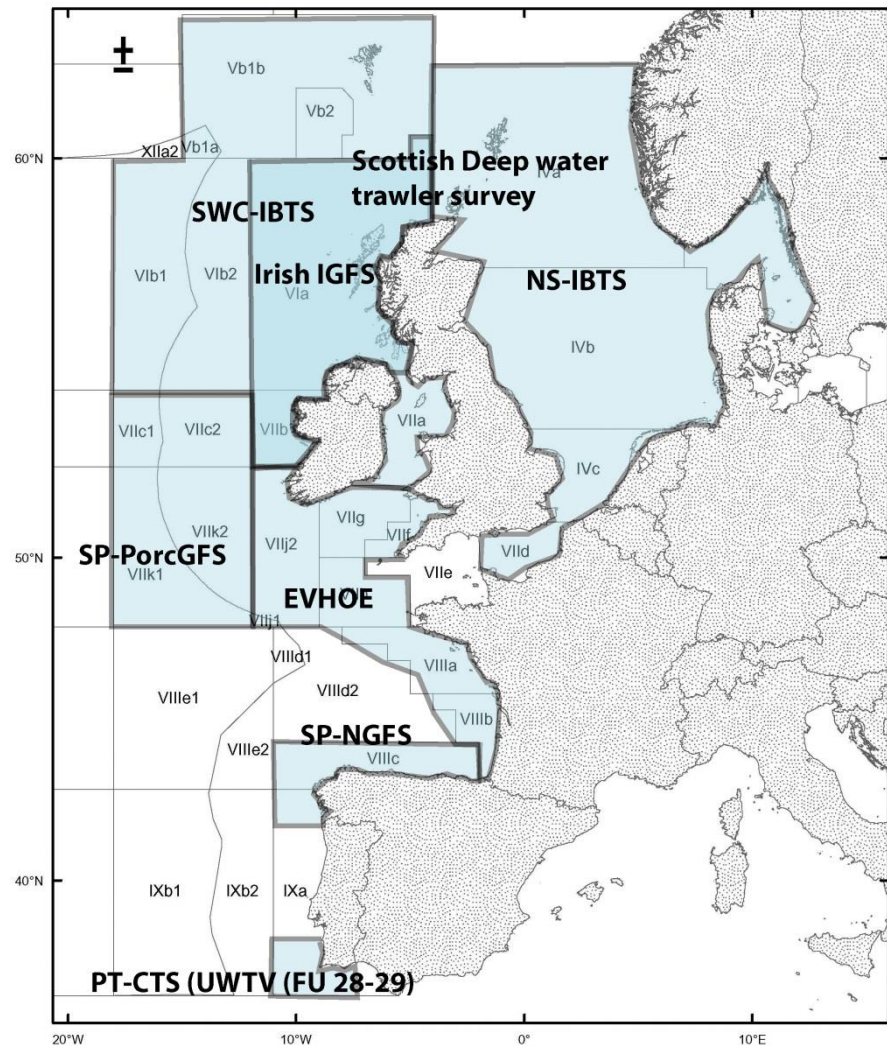 ±
Vb1b
Vb2
60°N
XIIa2
Vb1a
Scottish Deep water
trawler survey
IVa
SWC-IBTS
Irish IGFS
NS-IBTS
VIb1
VIb2
VIa
IVb
VIIa
VIIc1
VIIc2
VIIb
IVc
VIIg
50°N
VIIk2
VIIj2
VIIf
VIId
SP-PorcGFS
VIIk1
VIIe
EVHOE
VIIj1
VIIId1
VIIIa
VIIIe1
VIIId2
VIIIb
SP-NGFS
VIIIe2
VIIIc
40°N
IXb1
IXb2
IXa
PT-CTS (UWTV (FU 28-29)
20°W
10°W
0°
10°E